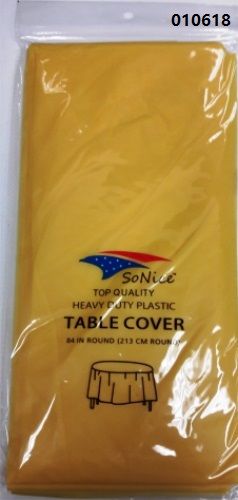 010618
SoNice
TOP QUALITY
HEAVY DUTY PLASTIC
TABLE COVER
84 IN ROUND (213 CM ROUND)